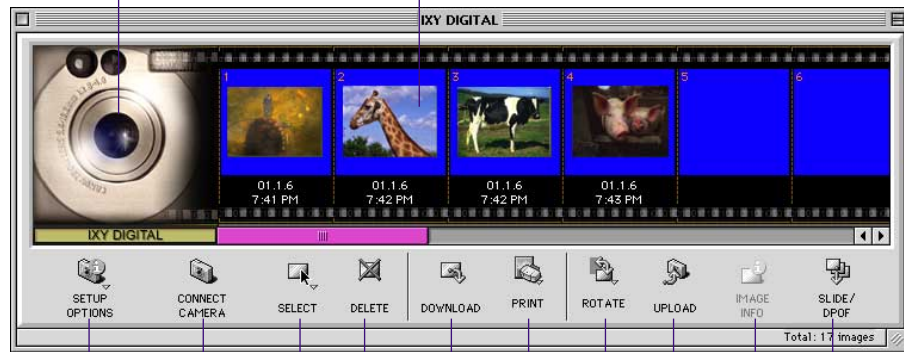 IXY DIGITAL
1 2 3 4 5 6
01.1.6 01.1.6 01.1.6 01.1.6
7:41 PM 7:42 PM 7:42 PM 7:43 PM
IXY DIGITAL
SETUP OPTIONS
CONNECT CAMERA
SELECT
DELETE
DOWNLOAD
PRINT
ROTATE
UPLOAD
IMAGE INFO
SLIDE/ DPOF
Total: 17 images